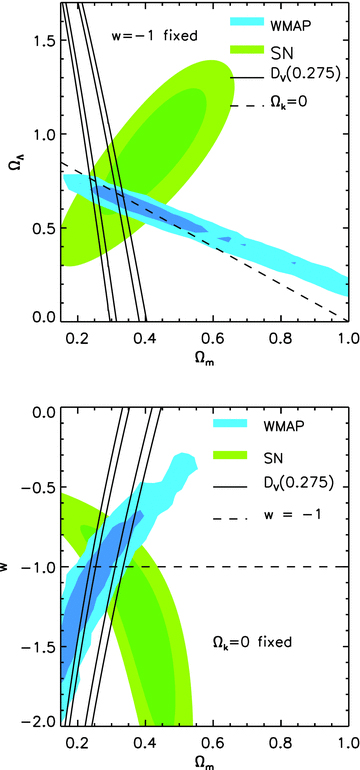 1.5
1.0
0.5
0.0
Ω_Λ
w=−1 fixed
WMAP
SN
D_V(0.275)
Ω_k=0
0.2 0.4 0.6 0.8 1.0
Ω_m
0.0
−0.5
−1.0
−1.5
−2.0
w
WMAP
SN
D_V(0.275)
w = −1
Ω_k=0 fixed
0.2 0.4 0.6 0.8 1.0
Ω_m